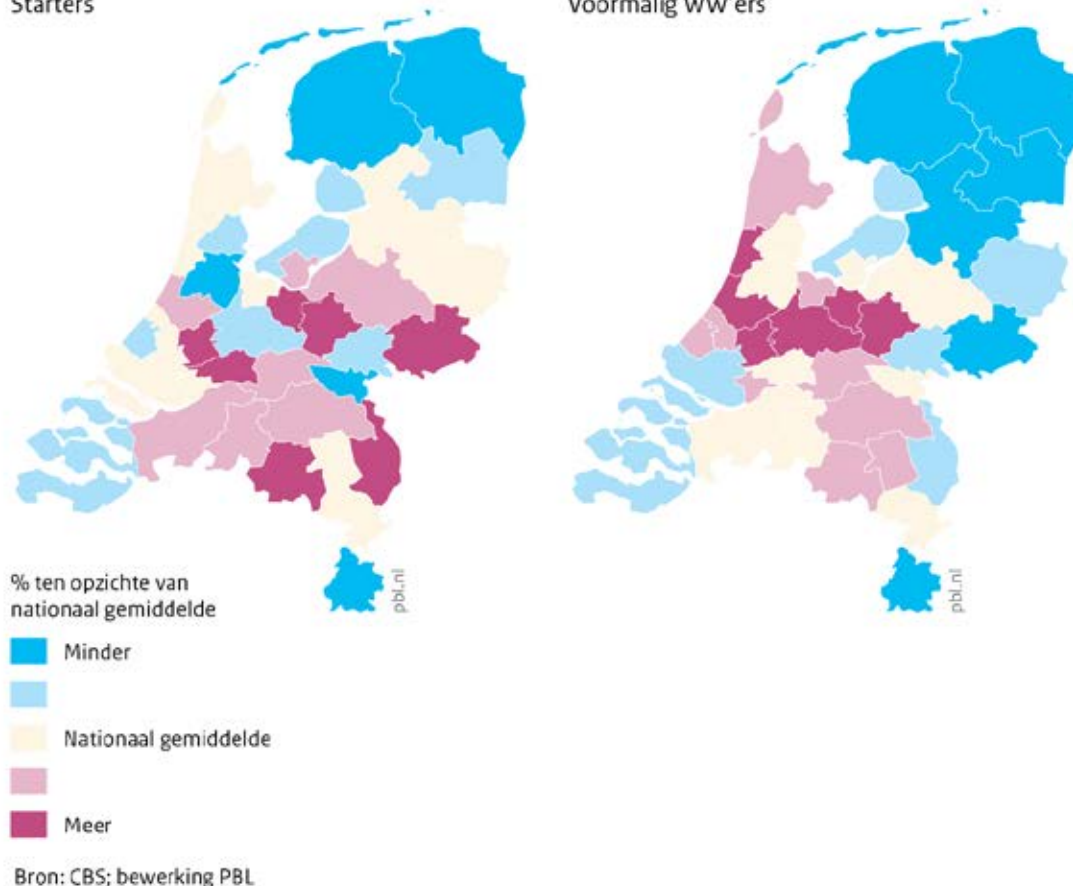 Starters
Voormalig WW'ers
pbl.nl
pbl.nl
% ten opzichte van
nationaal gemiddelde
Minder
Nationaal gemiddelde
Meer
Bron: CBS; bewerking PBL